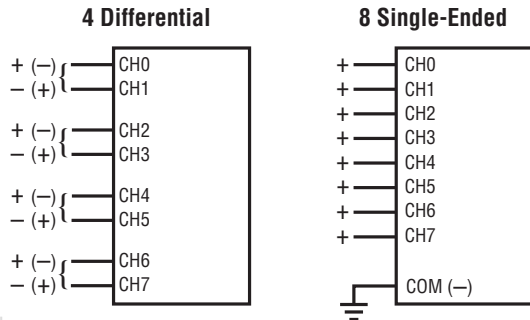 4 Differential
+ (–) { CH0
– (+) CH1
+ (–) { CH2
– (+) CH3
+ (–) { CH4
– (+) CH5
+ (–) { CH6
– (+) CH7
8 Single-Ended
+ CH0
+ CH1
+ CH2
+ CH3
+ CH4
+ CH5
+ CH6
+ CH7
COM (–)